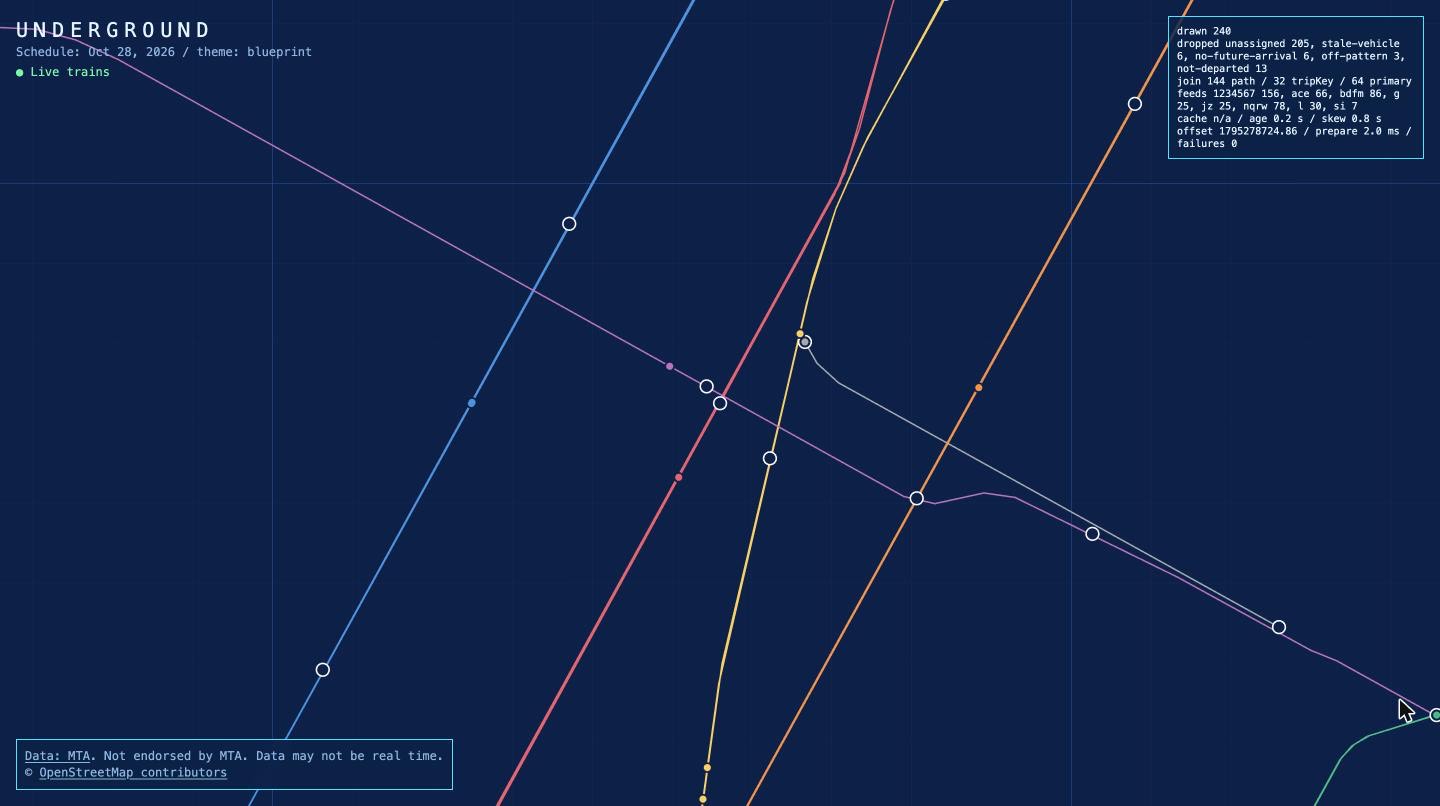 UNDERGROUND
Schedule: Oct 28, 2026 / theme: blueprint
Live trains
drawn 240
dropped unassigned 205, stale-vehicle
6, no-future-arrival 6, off-pattern 3,
not-departed 13
join 144 path / 32 tripKey / 64 primary
feeds 1234567 156, ace 66, bdfm 86, g
25, jz 25, nqrw 78, l 30, si 7
cache n/a / age 0.2 s / skew 0.8 s
offset 1795278724.86 / prepare 2.0 ms /
failures 0
Data: MTA. Not endorsed by MTA. Data may not be real time.
© OpenStreetMap contributors